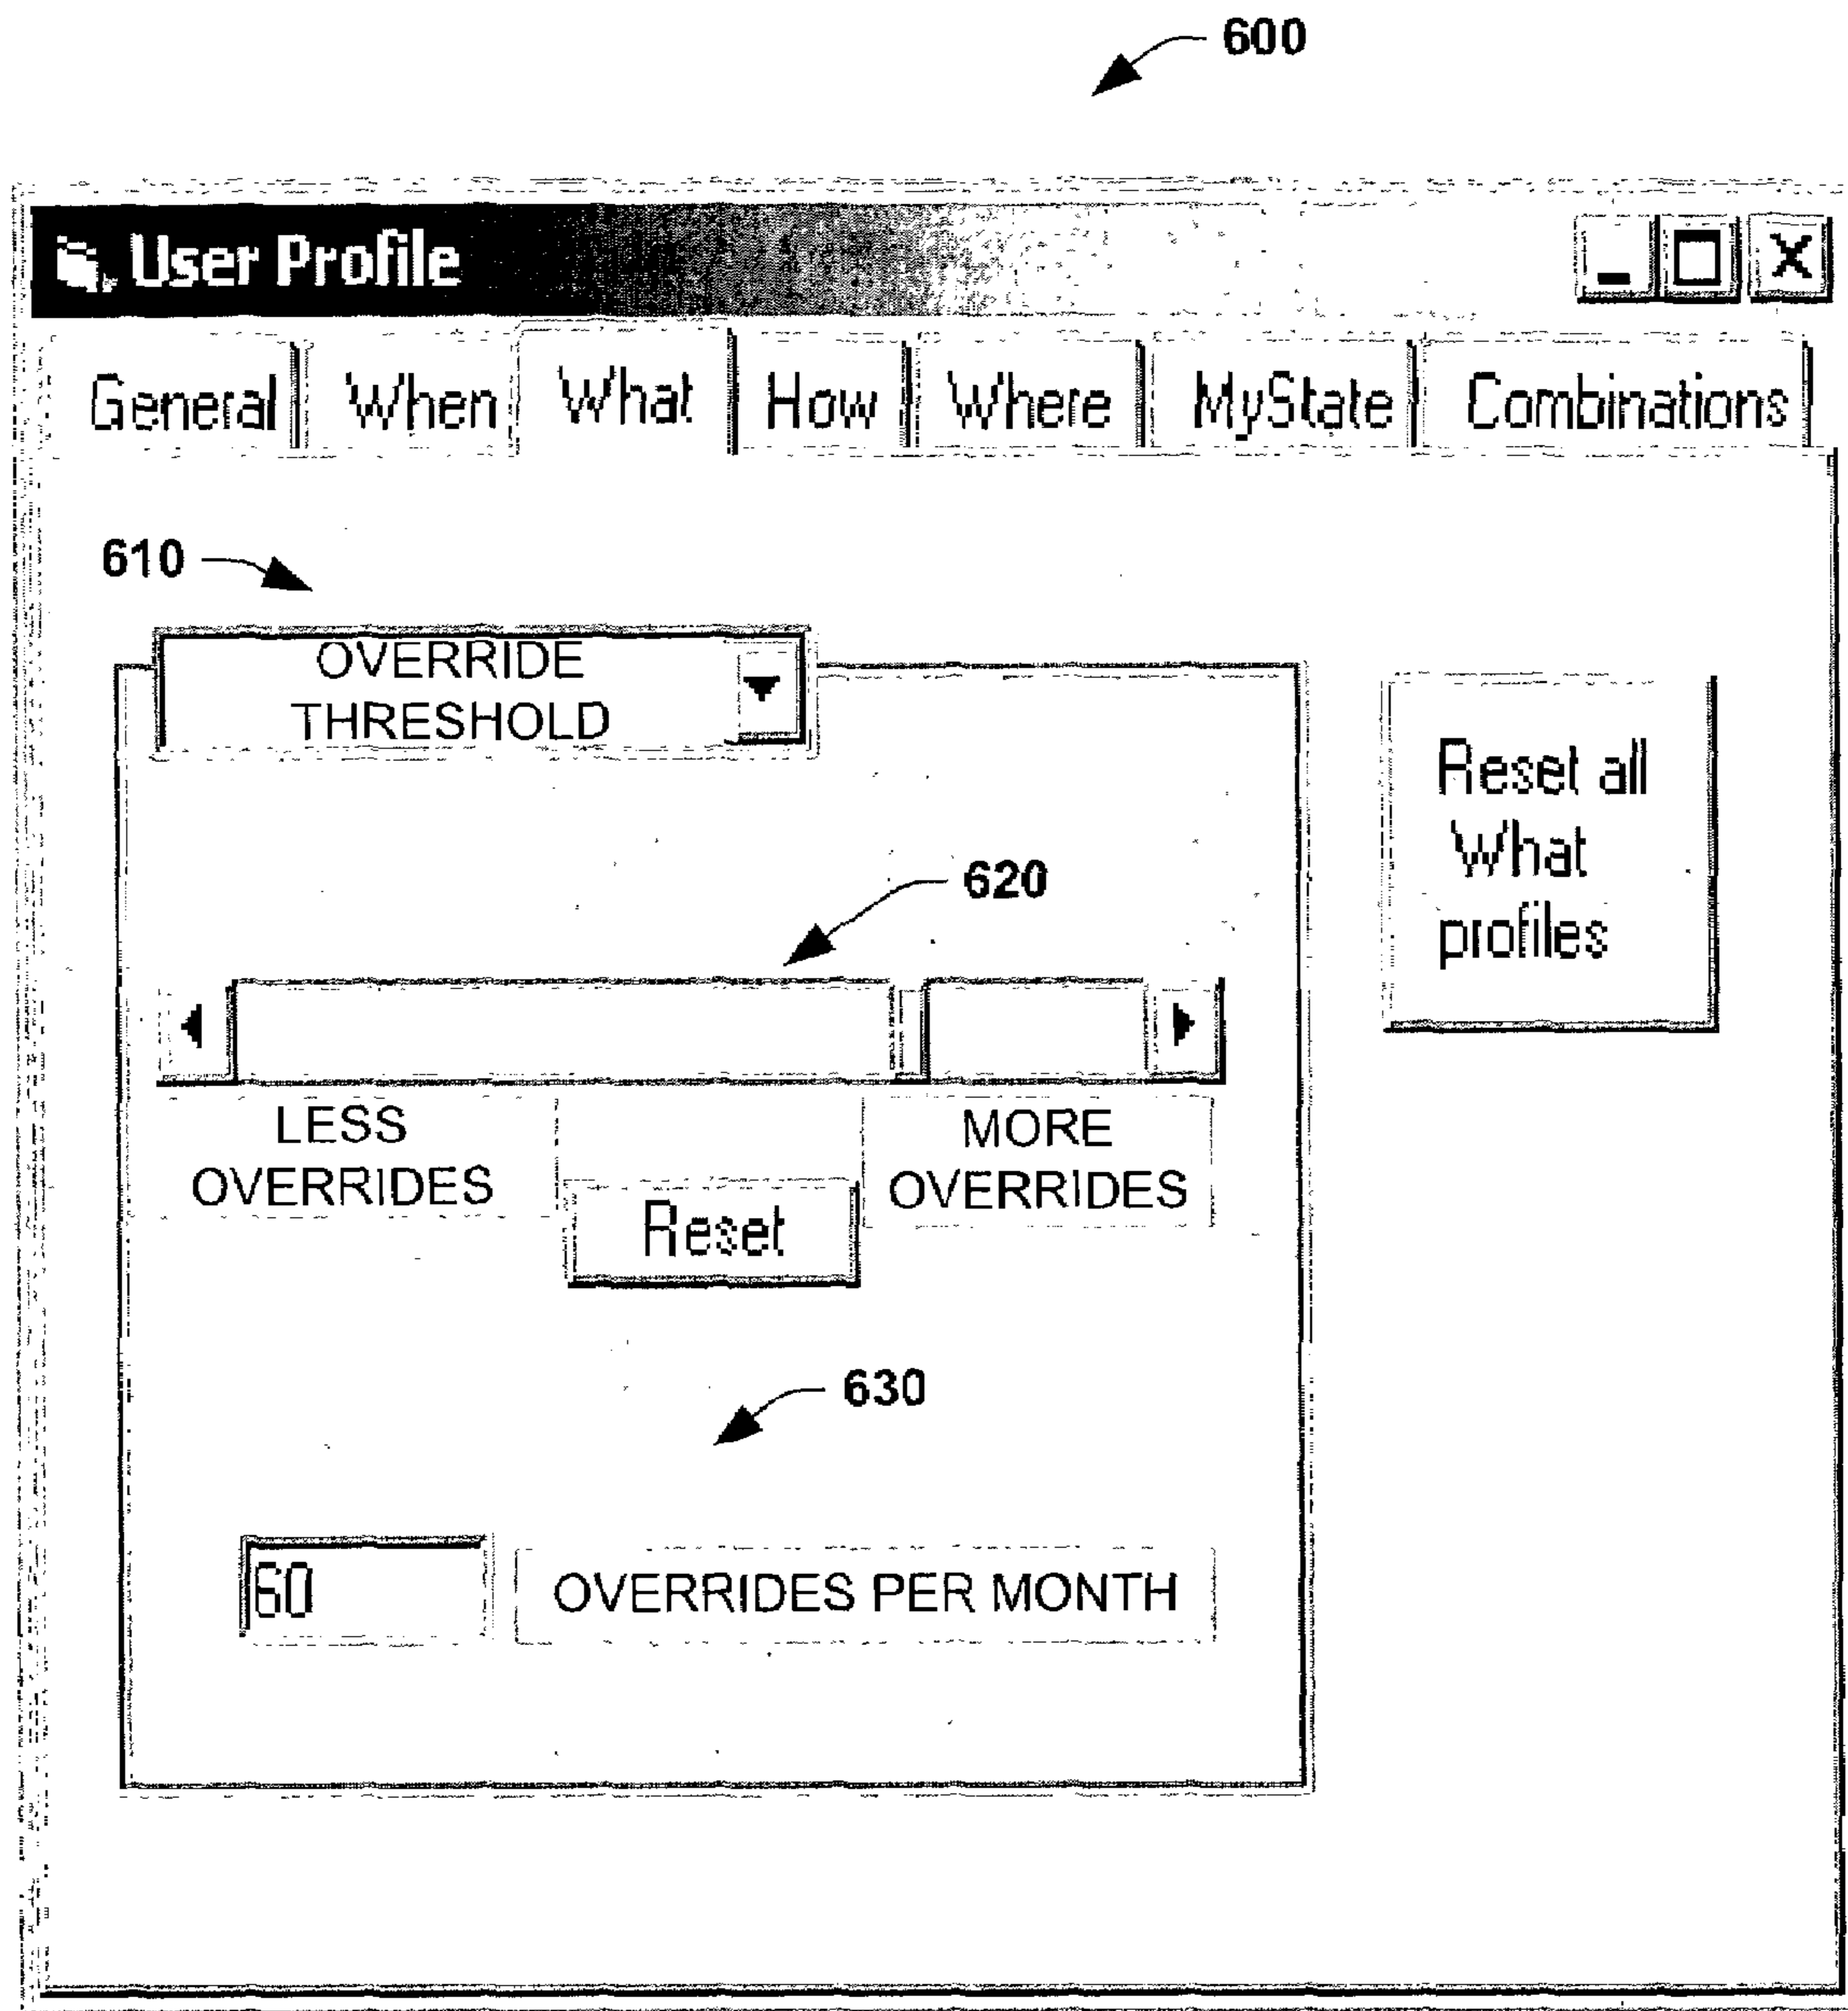 600
User Profile
General When What How Where MyState Combinations
610
OVERRIDE
THRESHOLD
Reset all
What
profiles
620
LESS
OVERRIDES
MORE
OVERRIDES
Reset
630
60 OVERRIDES PER MONTH